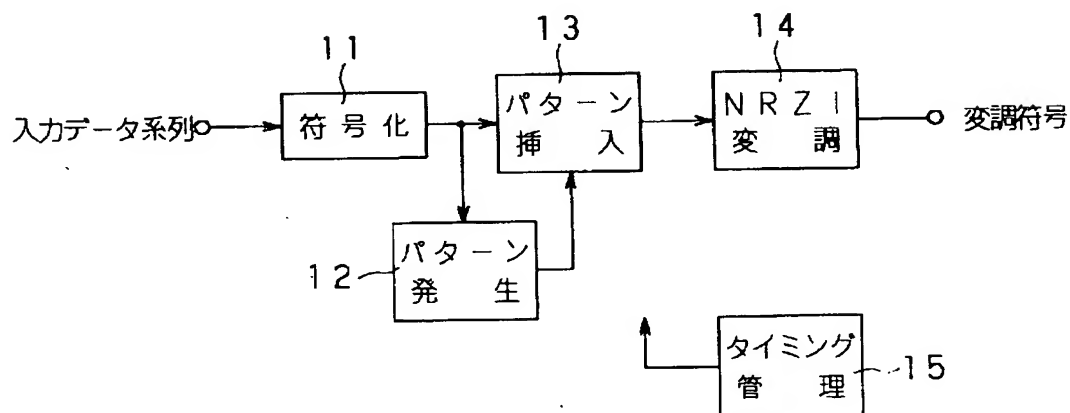 11
13
14
入力データ系列
符号化
パターン
挿入
NRZI
変調
変調符号
12
パターン
発生
タイミング
管理
15